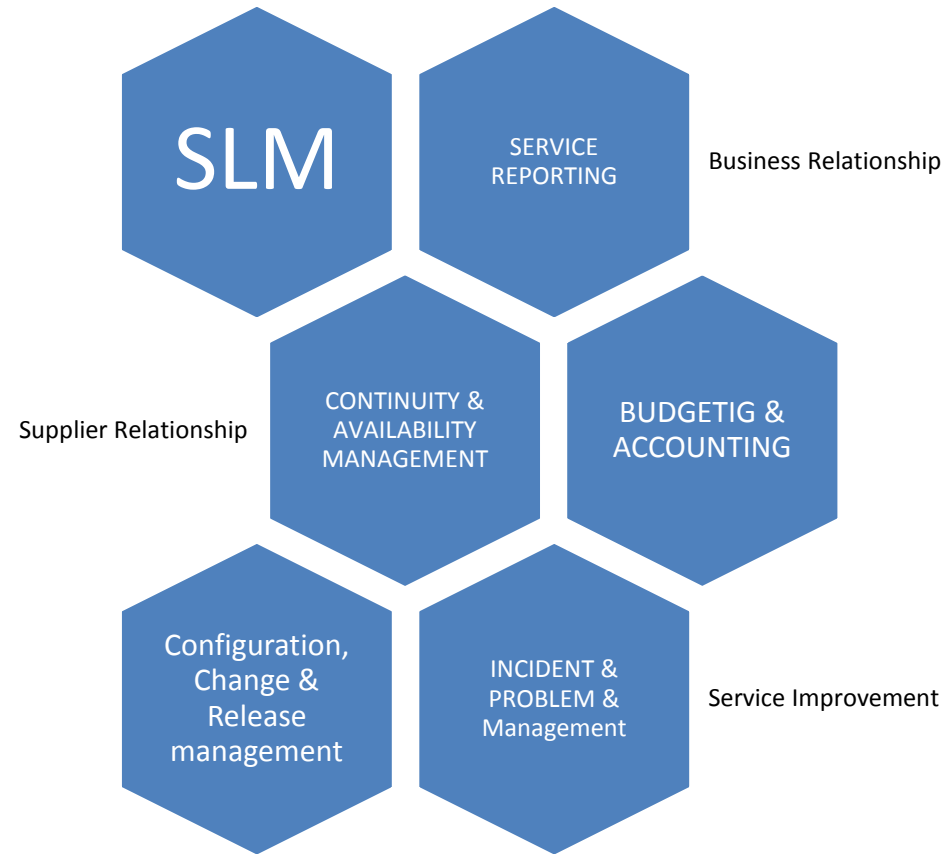 SLM
SERVICE
REPORTING
Business Relationship
Supplier Relationship
CONTINUITY &
AVAILABILITY
MANAGEMENT
BUDGETIG &
ACCOUNTING
Configuration,
Change &
Release
management
INCIDENT &
PROBLEM &
Management
Service Improvement